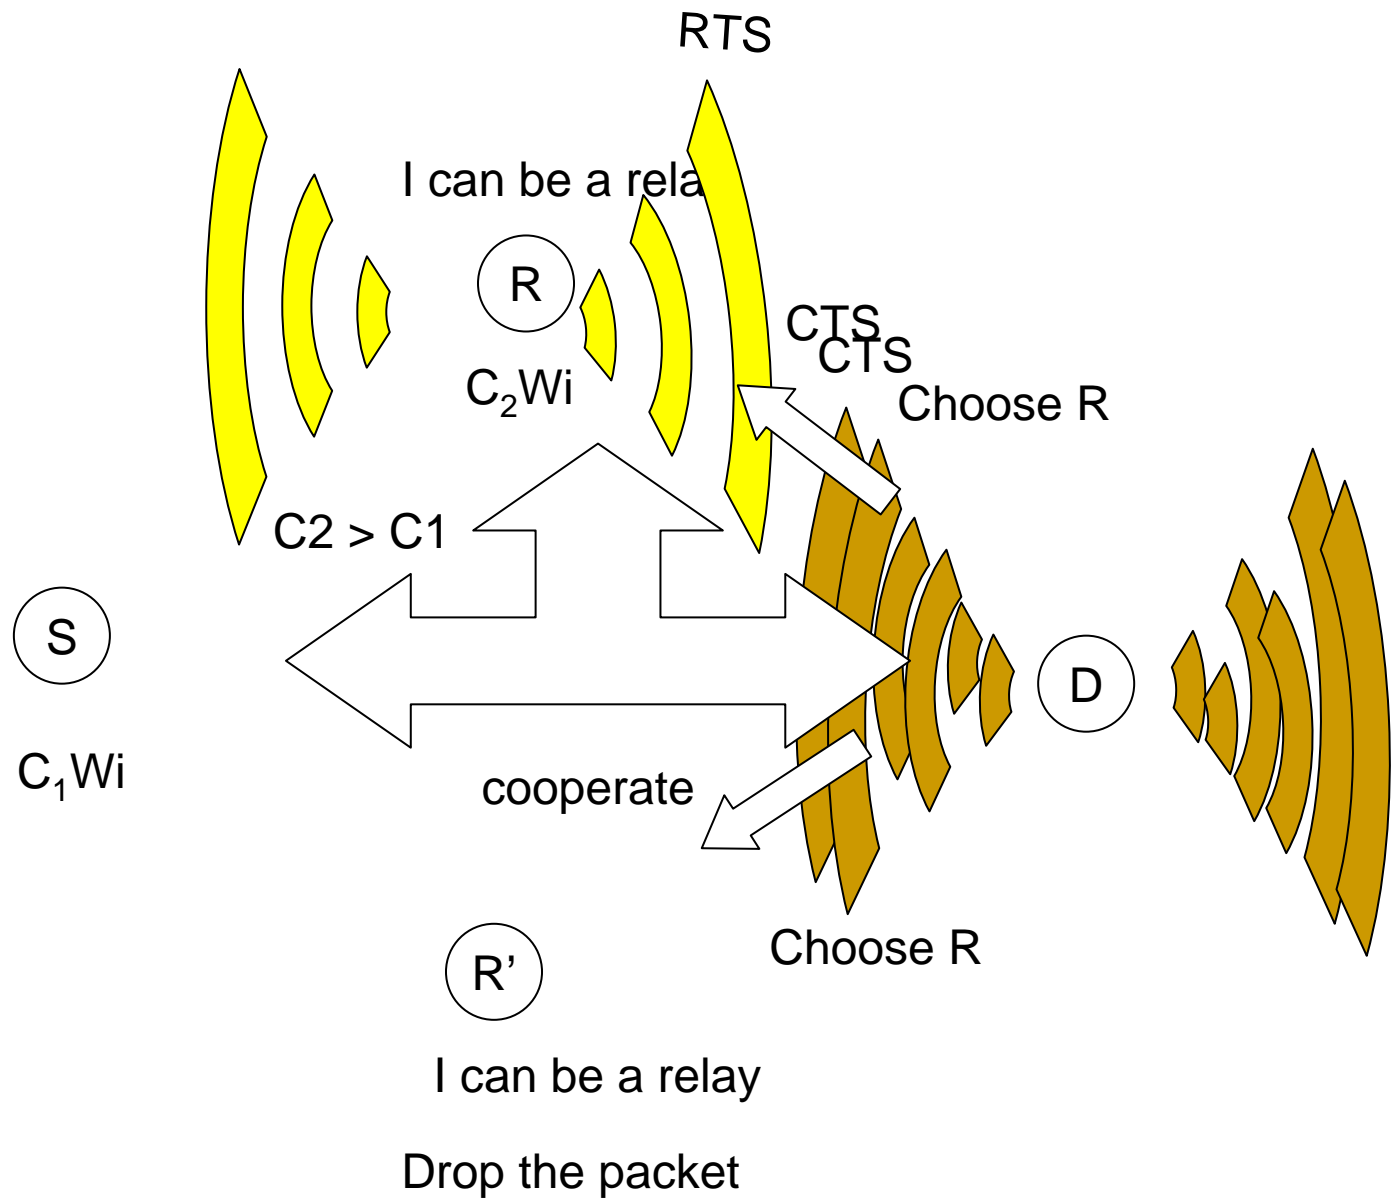 RTS
I can be a rela
R
CTS
CTS
C₂Wi
Choose R
C2 > C1
S
D
C₁Wi
cooperate
Choose R
R’
I can be a relay
Drop the packet